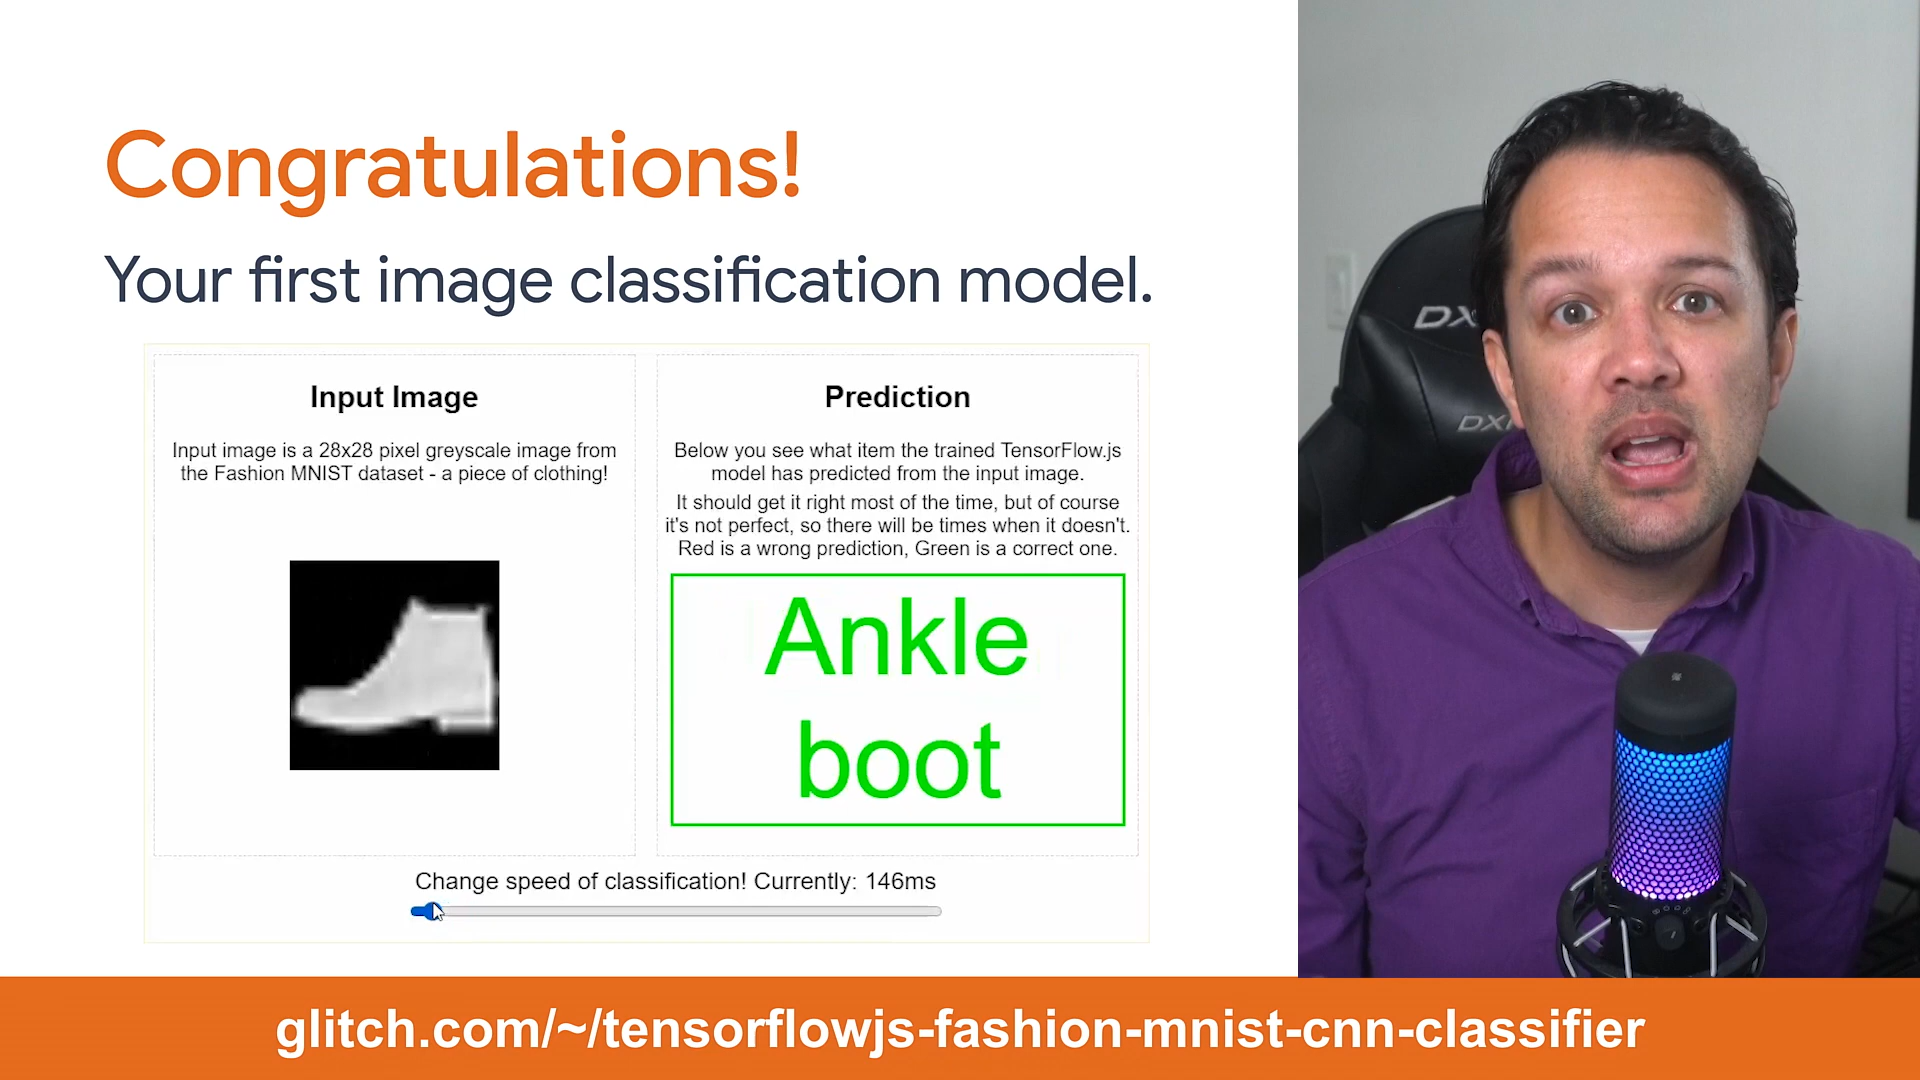 Congratulations!
Your first image classification model.
Input Image
Input image is a 28x28 pixel greyscale image from
the Fashion MNIST dataset - a piece of clothing!
Prediction
Below you see what item the trained TensorFlow.js
model has predicted from the input image.
It should get it right most of the time, but of course
it's not perfect, so there will be times when it doesn't.
Red is a wrong prediction, Green is a correct one.
Ankle
boot
Change speed of classification! Currently: 146ms
DX
DX
glitch.com/~/tensorflowjs-fashion-mnist-cnn-classifier